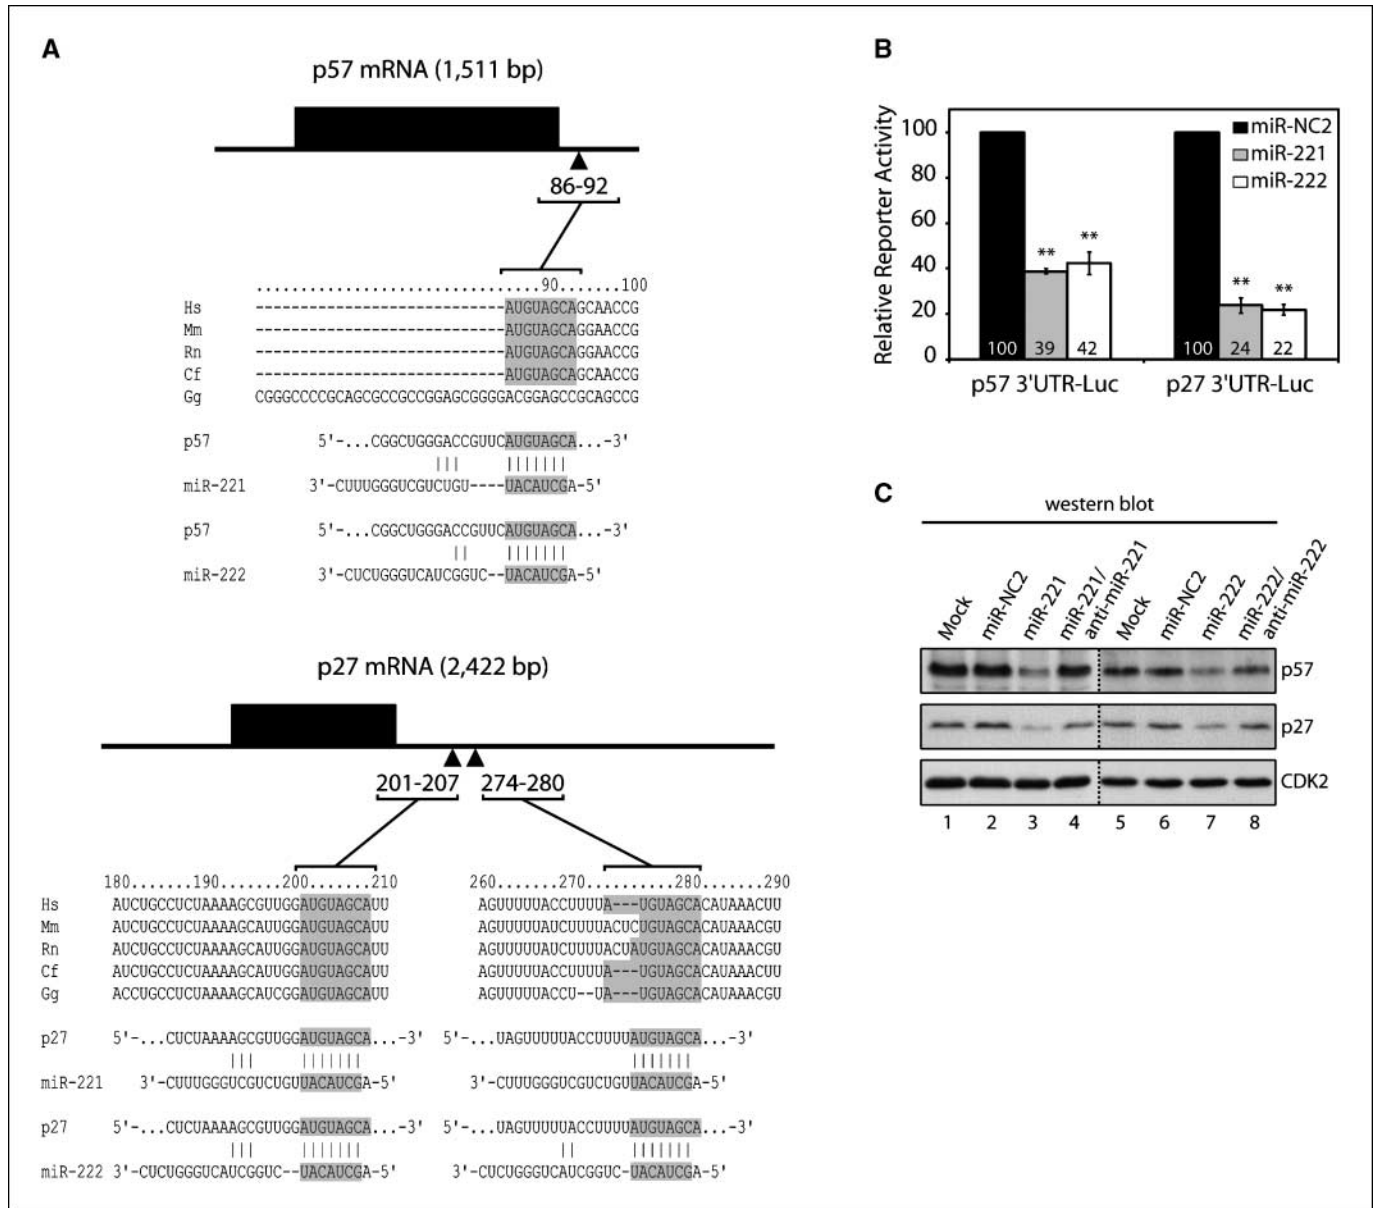 A
p57 mRNA (1,511 bp)
86-92
................................90.......100
Hs ----------------------------AUGUAGCAGCAACCG
Mm ----------------------------AUGUAGCAGGAACCG
Rn ----------------------------AUGUAGCAGGAACCG
Cf ----------------------------AUGUAGCAGCAACCG
Gg CGGGCCCCGCAGCGCCGCCGGAGCGGGGACGGAGCCGCAGCCG
p57 5'-...CGGCUGGGACCGUUCAUGUAGCA...-3'
miR-221 3'-CUUUGGGUCGUCUGU----UACAUCGA-5'
p57 5'-...CGGCUGGGACCGUUCAUGUAGCA...-3'
miR-222 3'-CUCUGGGUCAUCGGUC--UACAUCGA-5'
p27 mRNA (2,422 bp)
201-207 274-280
180.......190.......200.......210 260.......270..........280.......290
Hs AUCUGCCUCUAAAAGCGUUGGAUGUAGCAUU AGUUUUUACCUUUUA---UGUAGCACAUAAACUU
Mm AUCUGCCUCUAAAAGCAUUGGAUGUAGCAUU AGUUUUUAUCUUUUACUCUGUAGCACAUAAACGU
Rn AUCUGCCUCUAAAAGCAUUGGAUGUAGCAUU AGUUUUUAUCUUUUACUAUGUAGCACAUAAACGU
Cf AUCUGCCUCUAAAAGCAUUGGAUGUAGCAUU AGUUUUUACCUUUUA---UGUAGCACAUAAACUU
Gg ACCUGCCUCUAAAAGCAUCGGAUGUAGCAUU AGUUUUUACCU--UA---UGUAGCACAUAAACGU
p27 5'-...CUCUAAAAGCGUUGGAUGUAGCA...-3' 5'-...UAGUUUUUACCUUUUAUGUAGCA...-3'
miR-221 3'-CUUUGGGUCGUCUGUUACAUCGA-5' 3'-CUUUGGGUCGUCUGUUACAUCGA-5'
p27 5'-...CUCUAAAAGCGUUGGAUGUAGCA...-3' 5'-...UAGUUUUUACCUUUUAUGUAGCA...-3'
miR-222 3'-CUCUGGGUCAUCGGUC--UACAUCGA-5' 3'-CUCUGGGUCAUCGGUC-UACAUCGA-5'
B
Relative Reporter Activity
100
80
60
40
20
0
miR-NC2
miR-221
miR-222
** ** ** **
100 39 42 100 24 22
p57 3'UTR-Luc p27 3'UTR-Luc
C
western blot
Mock
miR-NC2
miR-221
miR-221/
anti-miR-221
Mock
miR-NC2
miR-222
miR-222/
anti-miR-222
p57
p27
CDK2
1 2 3 4 5 6 7 8